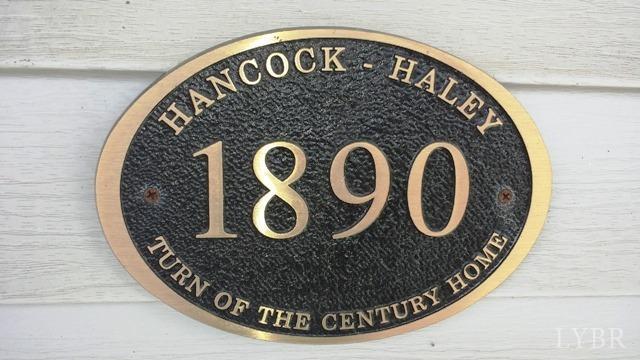 HANCOCK - HALEY
1890
TURN OF THE CENTURY HOME
LYBR